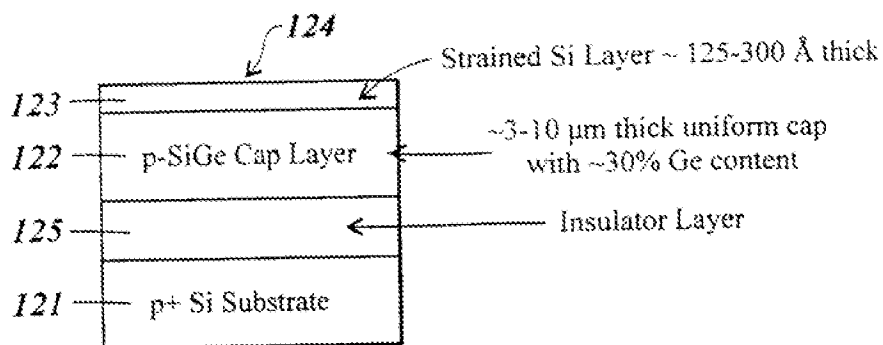 124
Strained Si Layer ~ 125-300 Å thick
123
122
p-SiGe Cap Layer
~3-10 μm thick uniform cap
with ~30% Ge content
125
Insulator Layer
121
p+ Si Substrate